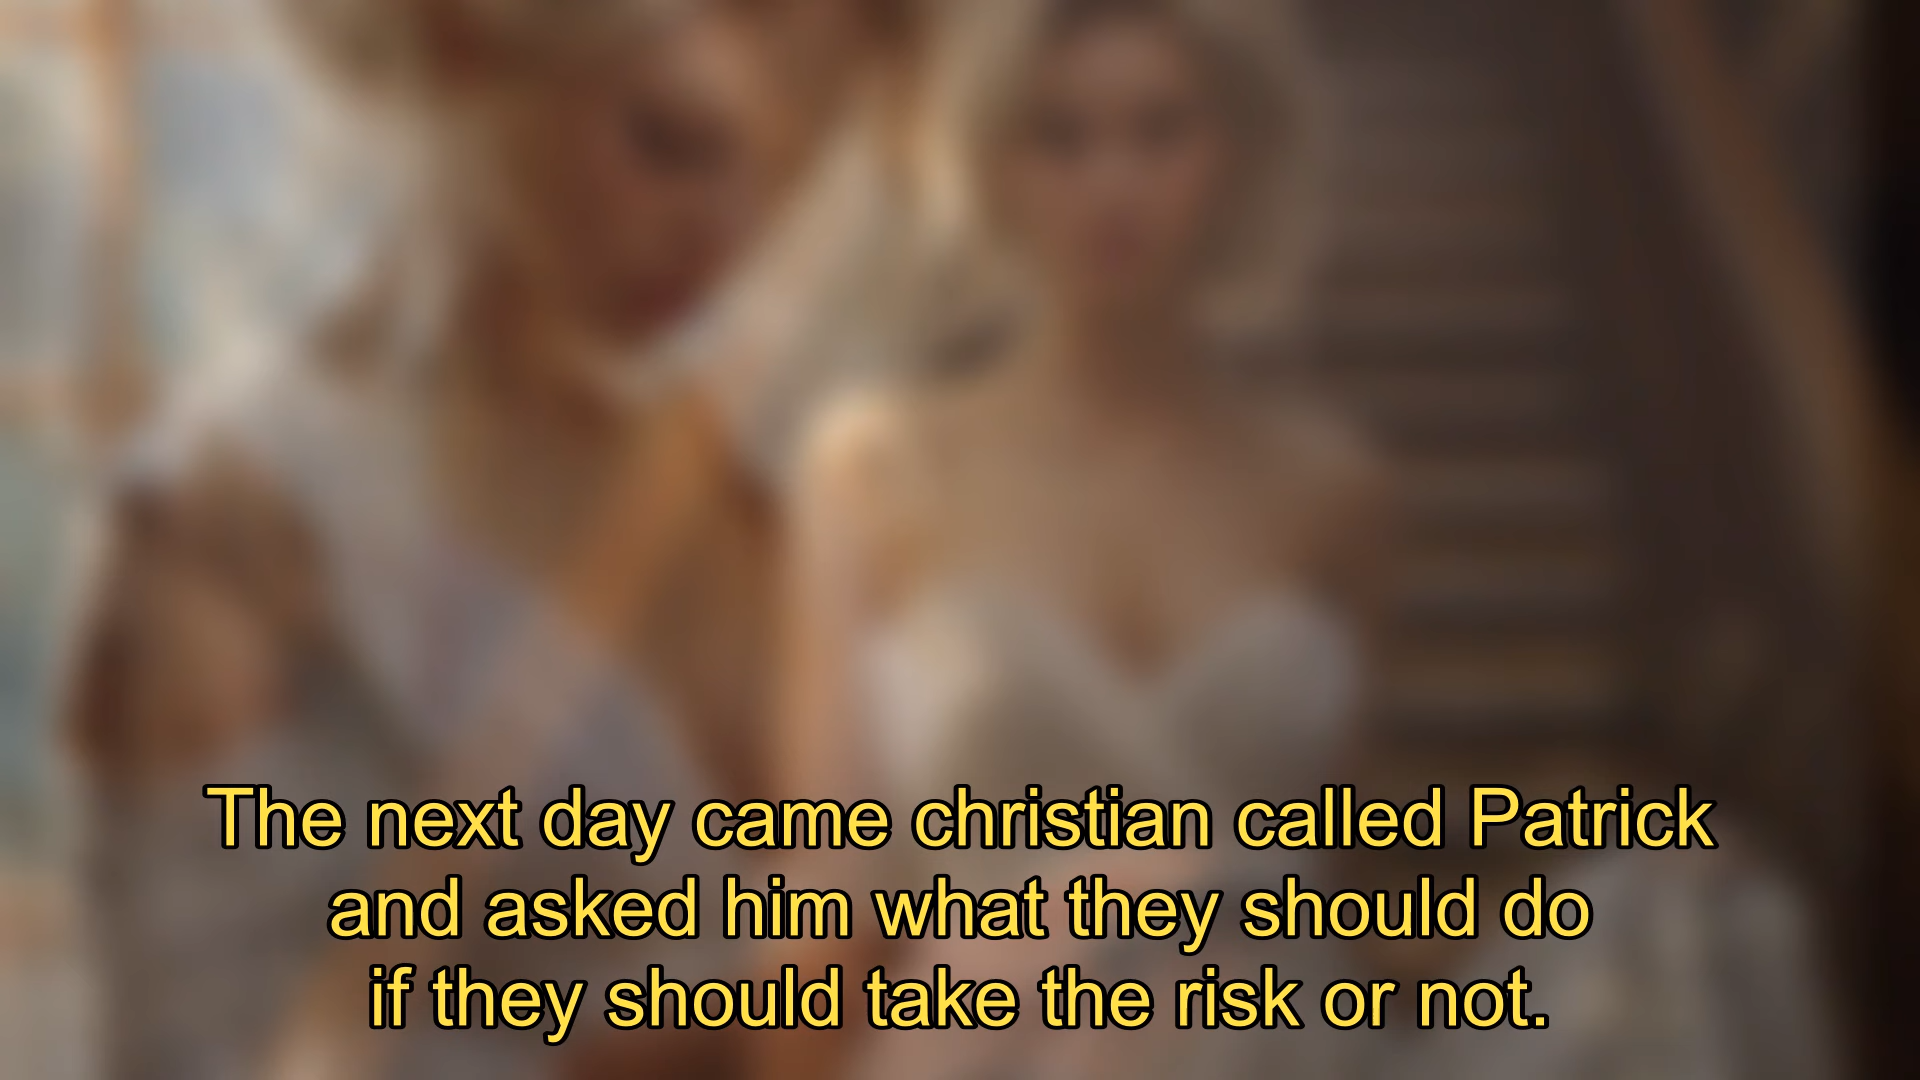 The next day came christian called Patrick
and asked him what they should do
if they should take the risk or not.